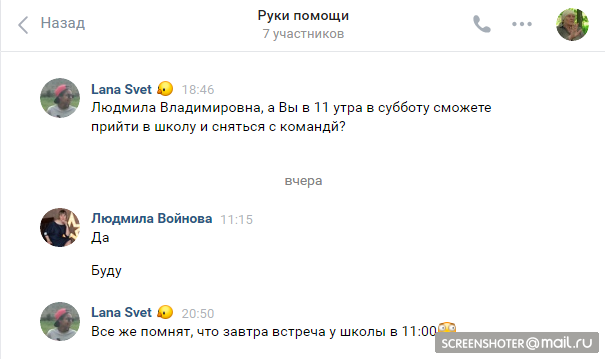 Назад
Руки помощи
7 участников
Lana Svet 18:46
Людмила Владимировна, а Вы в 11 утра в субботу сможете
прийти в школу и сняться с командй?
вчера
Людмила Войнова 11:15
Да
Буду
Lana Svet 20:50
Все же помнят, что завтра встреча у школы в 11:00
SCREENSHOTER@mail.ru